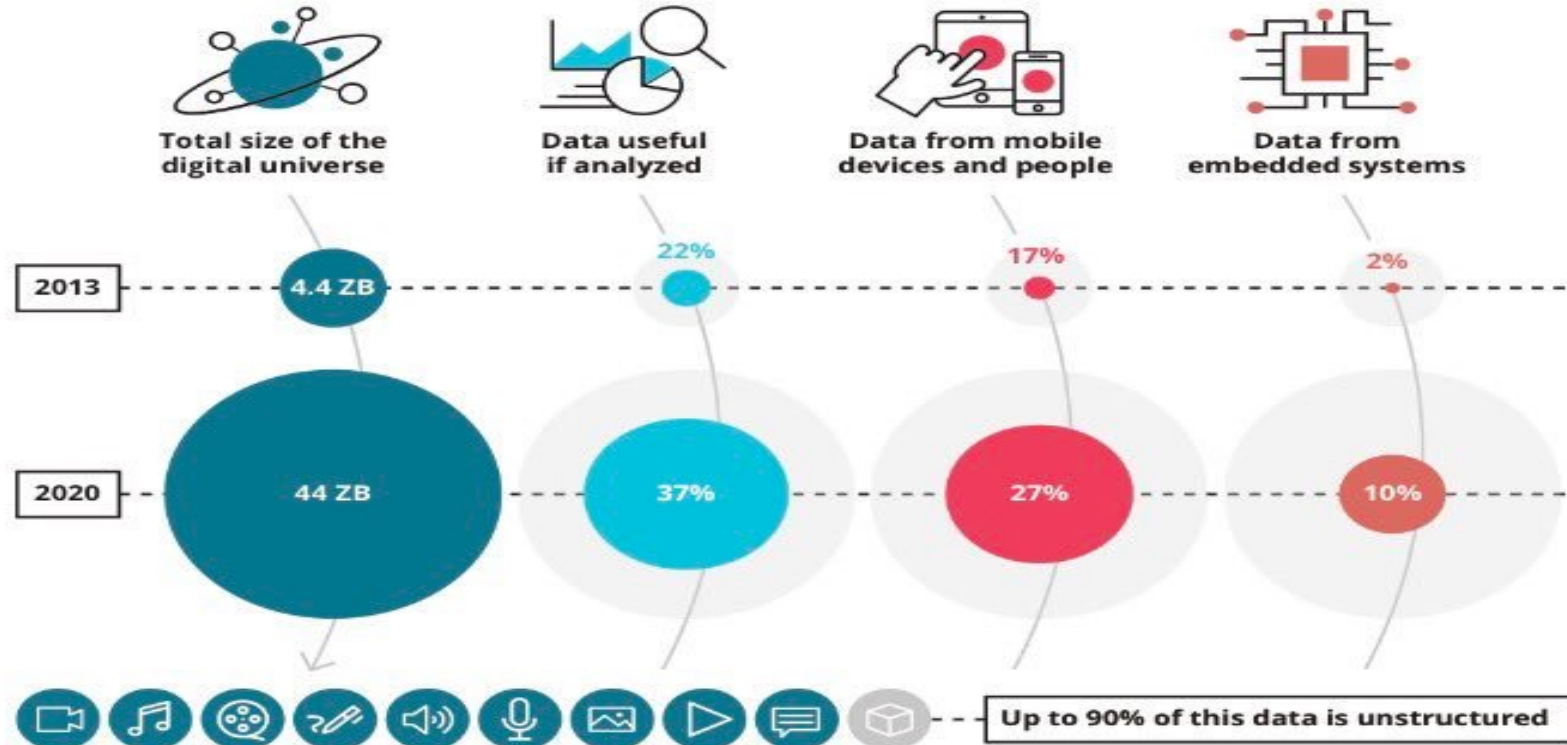 Total size of the
digital universe
Data useful
if analyzed
Data from mobile
devices and people
Data from
embedded systems
2013
4.4 ZB
22%
17%
2%
2020
44 ZB
37%
27%
10%
Up to 90% of this data is unstructured